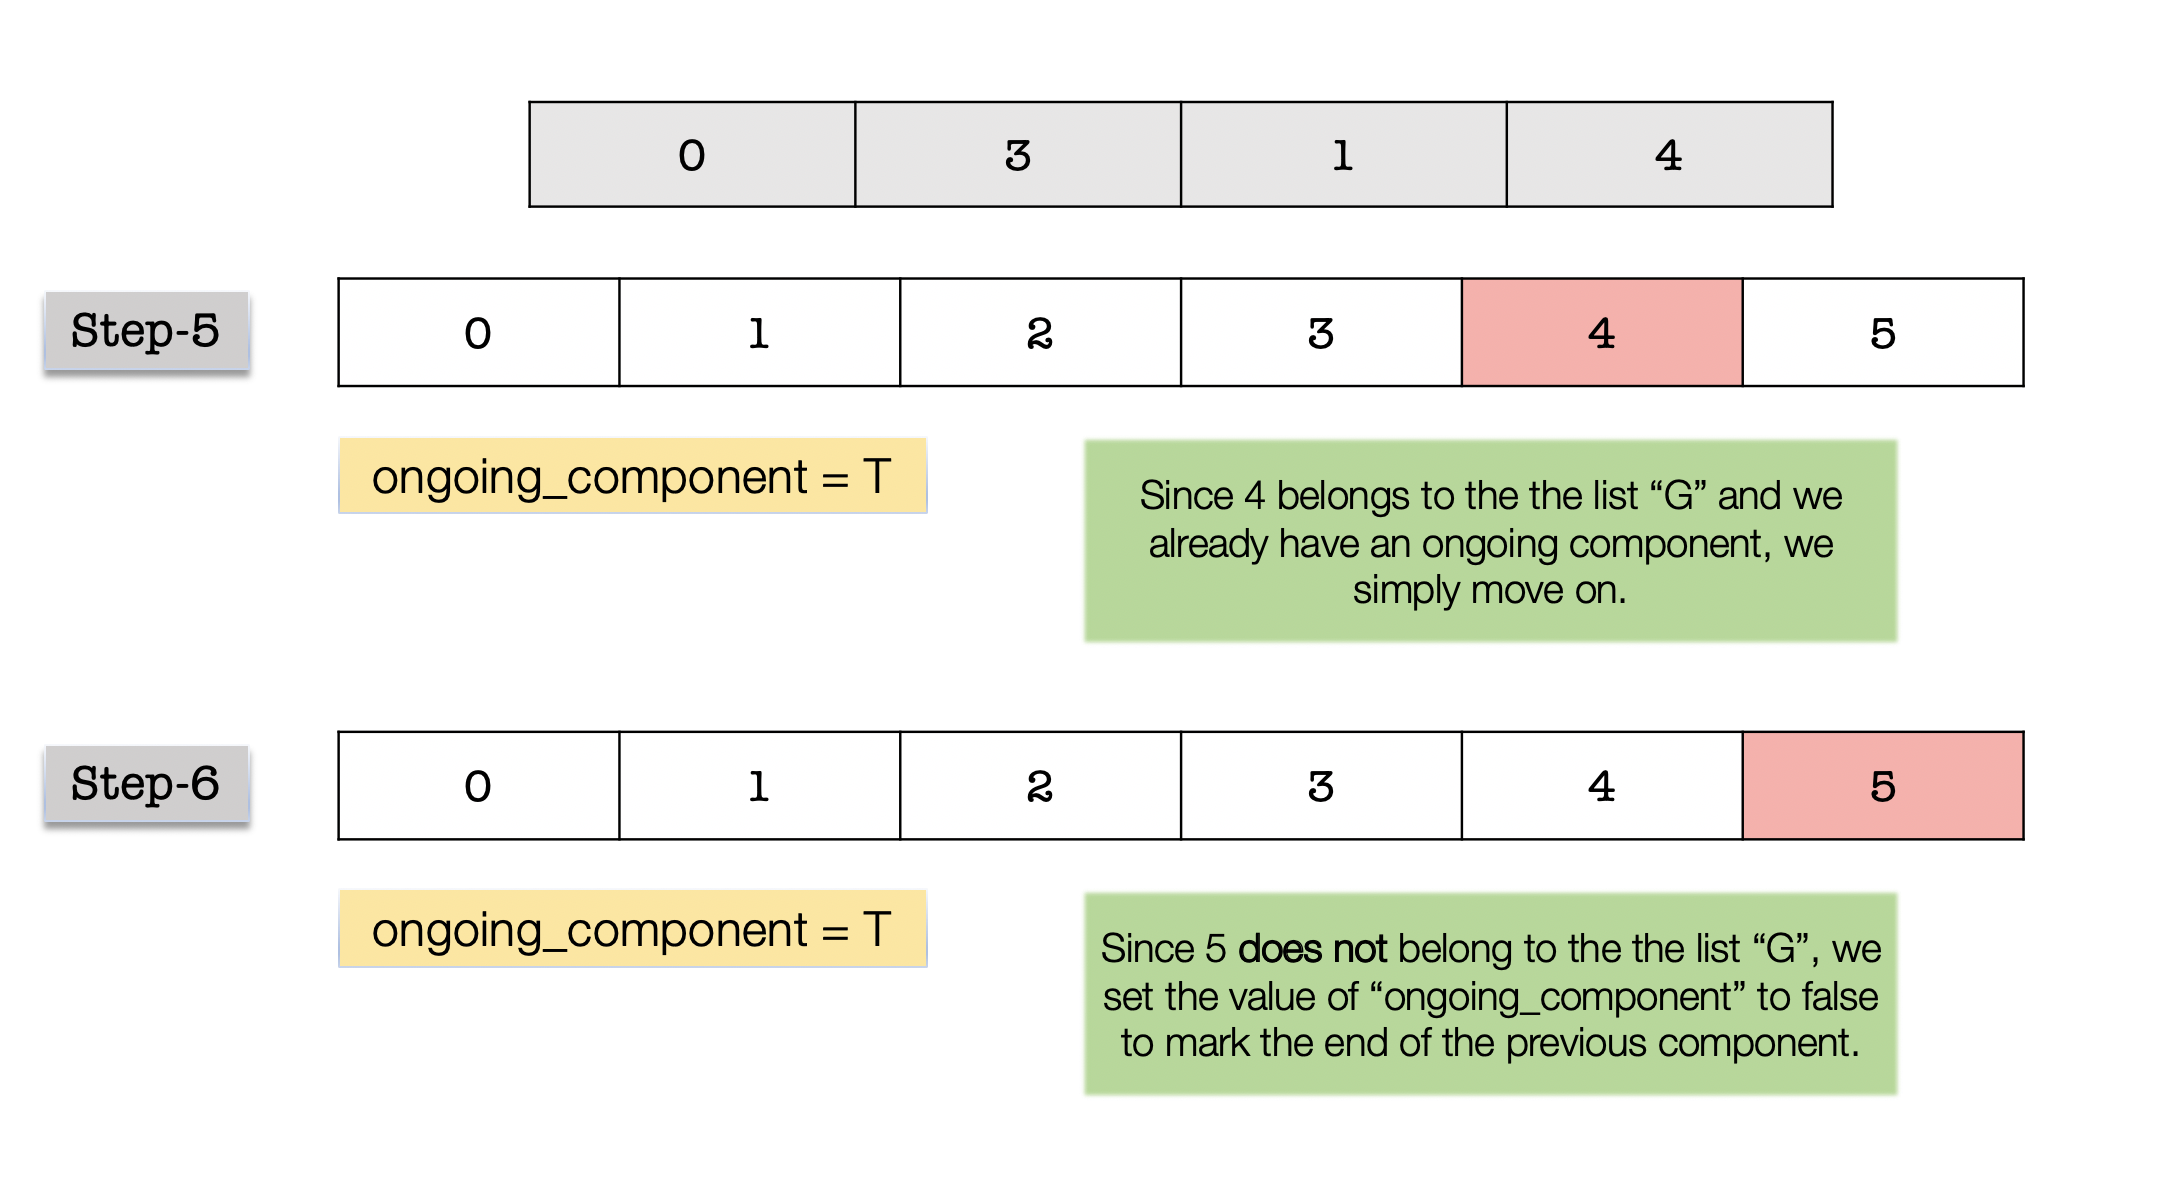 0 3 1 4
Step-5
0 1 2 3 4 5
ongoing_component = T
Since 4 belongs to the the list “G” and we
already have an ongoing component, we
simply move on.
Step-6
0 1 2 3 4 5
ongoing_component = T
Since 5 does not belong to the the list “G”, we
set the value of “ongoing_component” to false
to mark the end of the previous component.